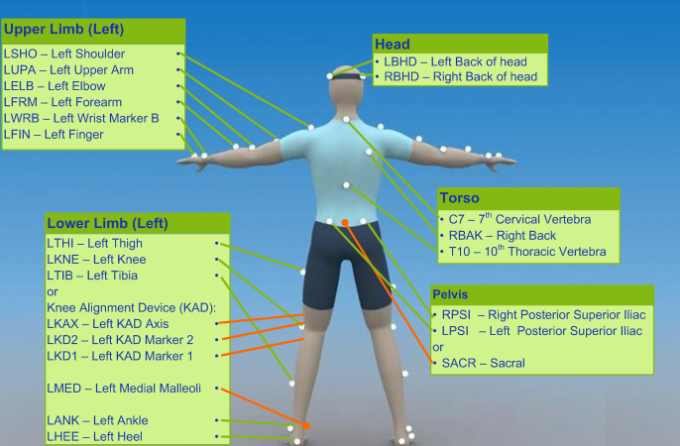 Upper Limb (Left)
LSHO – Left Shoulder
LUPA – Left Upper Arm
LELB – Left Elbow
LFRM – Left Forearm
LWRB – Left Wrist Marker B
LFIN – Left Finger
Head
• LBHD – Left Back of head
• RBHD – Right Back of head
Torso
• C7 – 7th Cervical Vertebra
• RBAK – Right Back
• T10 – 10th Thoracic Vertebra
Lower Limb (Left)
LTHI – Left Thigh
LKNE – Left Knee
LTIB – Left Tibia
or
Knee Alignment Device (KAD):
LKAX – Left KAD Axis
LKD2 – Left KAD Marker 2
LKD1 – Left KAD Marker 1
LMED – Left Medial Malleoli
LANK – Left Ankle
LHEE – Left Heel
Pelvis
• RPSI – Right Posterior Superior Iliac
• LPSI – Left Posterior Superior Iliac
or
• SACR – Sacral